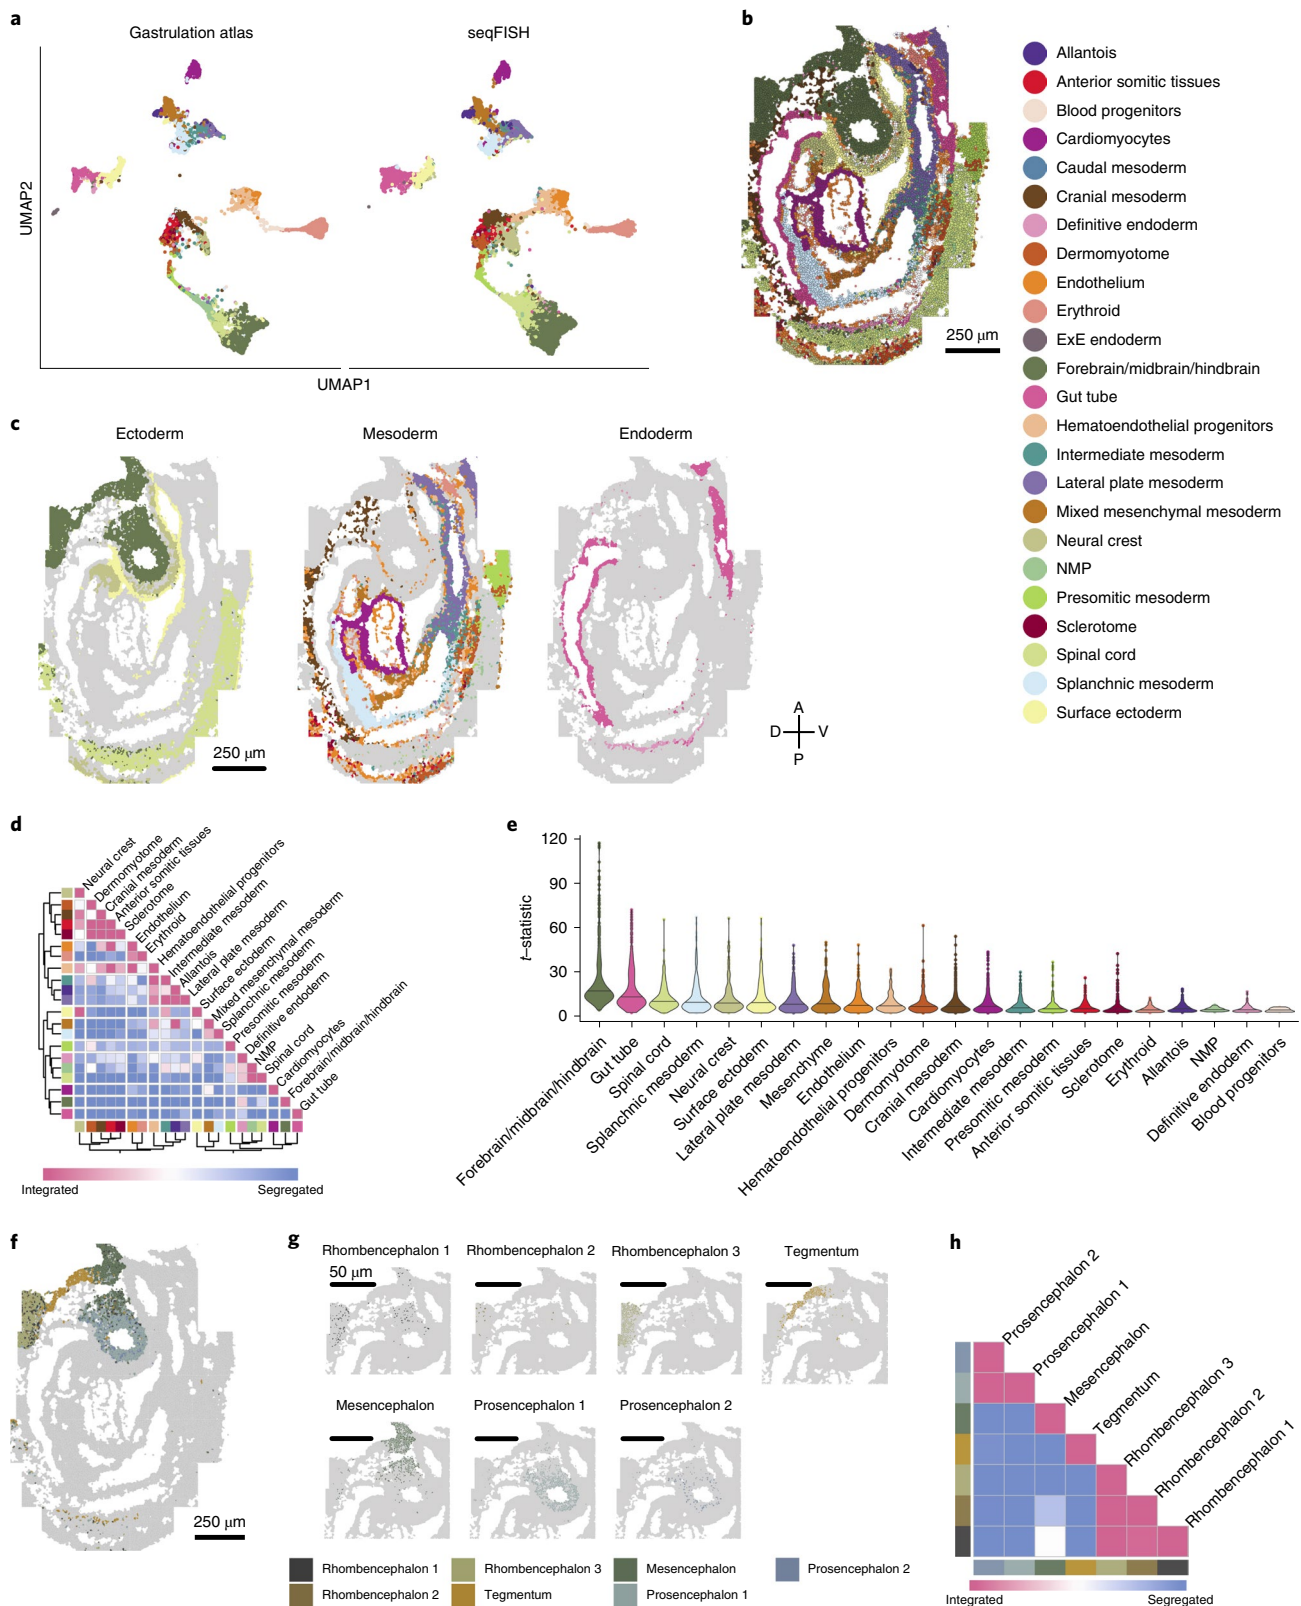 a
Gastrulation atlas
seqFISH
UMAP2
UMAP1
b
250 μm
Allantois
Anterior somitic tissues
Blood progenitors
Cardiomyocytes
Caudal mesoderm
Cranial mesoderm
Definitive endoderm
Dermomyotome
Endothelium
Erythroid
ExE endoderm
Forebrain/midbrain/hindbrain
Gut tube
Hematoendothelial progenitors
Intermediate mesoderm
Lateral plate mesoderm
Mixed mesenchymal mesoderm
Neural crest
NMP
Presomitic mesoderm
Sclerotome
Spinal cord
Splanchnic mesoderm
Surface ectoderm
c
Ectoderm
Mesoderm
Endoderm
250 μm
A
D
V
P
d
Neural crest
Dermomyotome
Cranial mesoderm
Anterior somitic tissues
Sclerotome
Endothelium
Erythroid
Hematoendothelial progenitors
Intermediate mesoderm
Allantois
Lateral plate mesoderm
Surface ectoderm
Mixed mesenchymal mesoderm
Splanchnic mesoderm
Presomitic mesoderm
Definitive endoderm
NMP
Spinal cord
Cardiomyocytes
Forebrain/midbrain/hindbrain
Gut tube
Integrated
Segregated
e
t–statistic
120
90
60
30
0
Forebrain/midbrain/hindbrain
Gut tube
Spinal cord
Splanchnic mesoderm
Neural crest
Surface ectoderm
Lateral plate mesoderm
Mesenchyme
Endothelium
Hematoendothelial progenitors
Dermomyotome
Cranial mesoderm
Cardiomyocytes
Intermediate mesoderm
Presomitic mesoderm
Anterior somitic tissues
Sclerotome
Erythroid
Allantois
NMP
Definitive endoderm
Blood progenitors
f
250 μm
g
Rhombencephalon 1
Rhombencephalon 2
Rhombencephalon 3
Tegmentum
50 μm
Mesencephalon
Prosencephalon 1
Prosencephalon 2
Rhombencephalon 1
Rhombencephalon 3
Mesencephalon
Prosencephalon 2
Rhombencephalon 2
Tegmentum
Prosencephalon 1
h
Prosencephalon 2
Prosencephalon 1
Mesencephalon
Tegmentum
Rhombencephalon 3
Rhombencephalon 2
Rhombencephalon 1
Integrated
Segregated